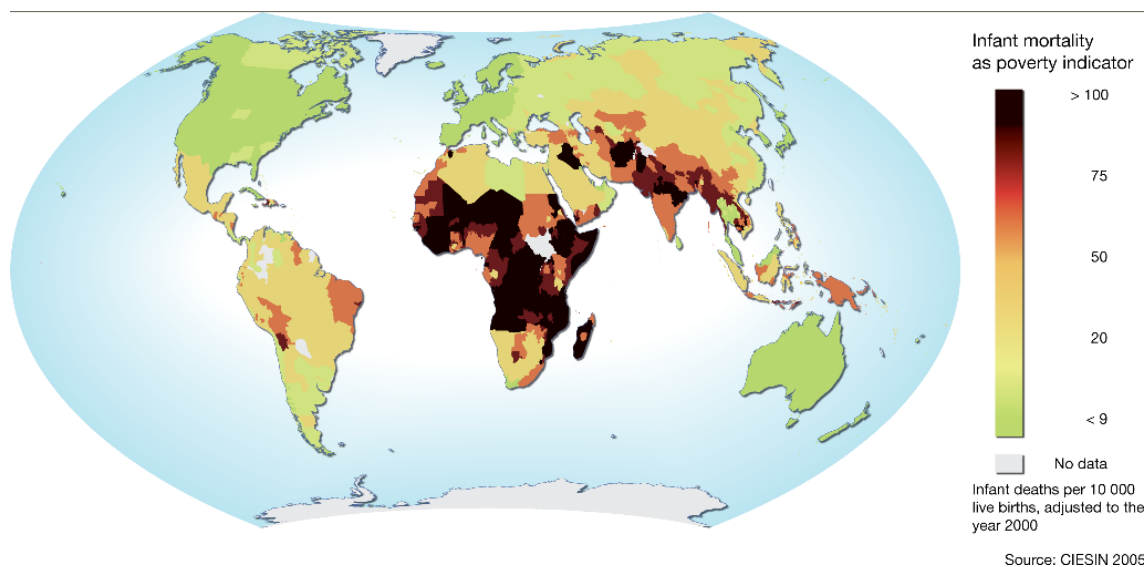 Infant mortality
as poverty indicator
> 100
75
50
20
< 9
No data
Infant deaths per 10 000
live births, adjusted to the
year 2000
Source: CIESIN 2005